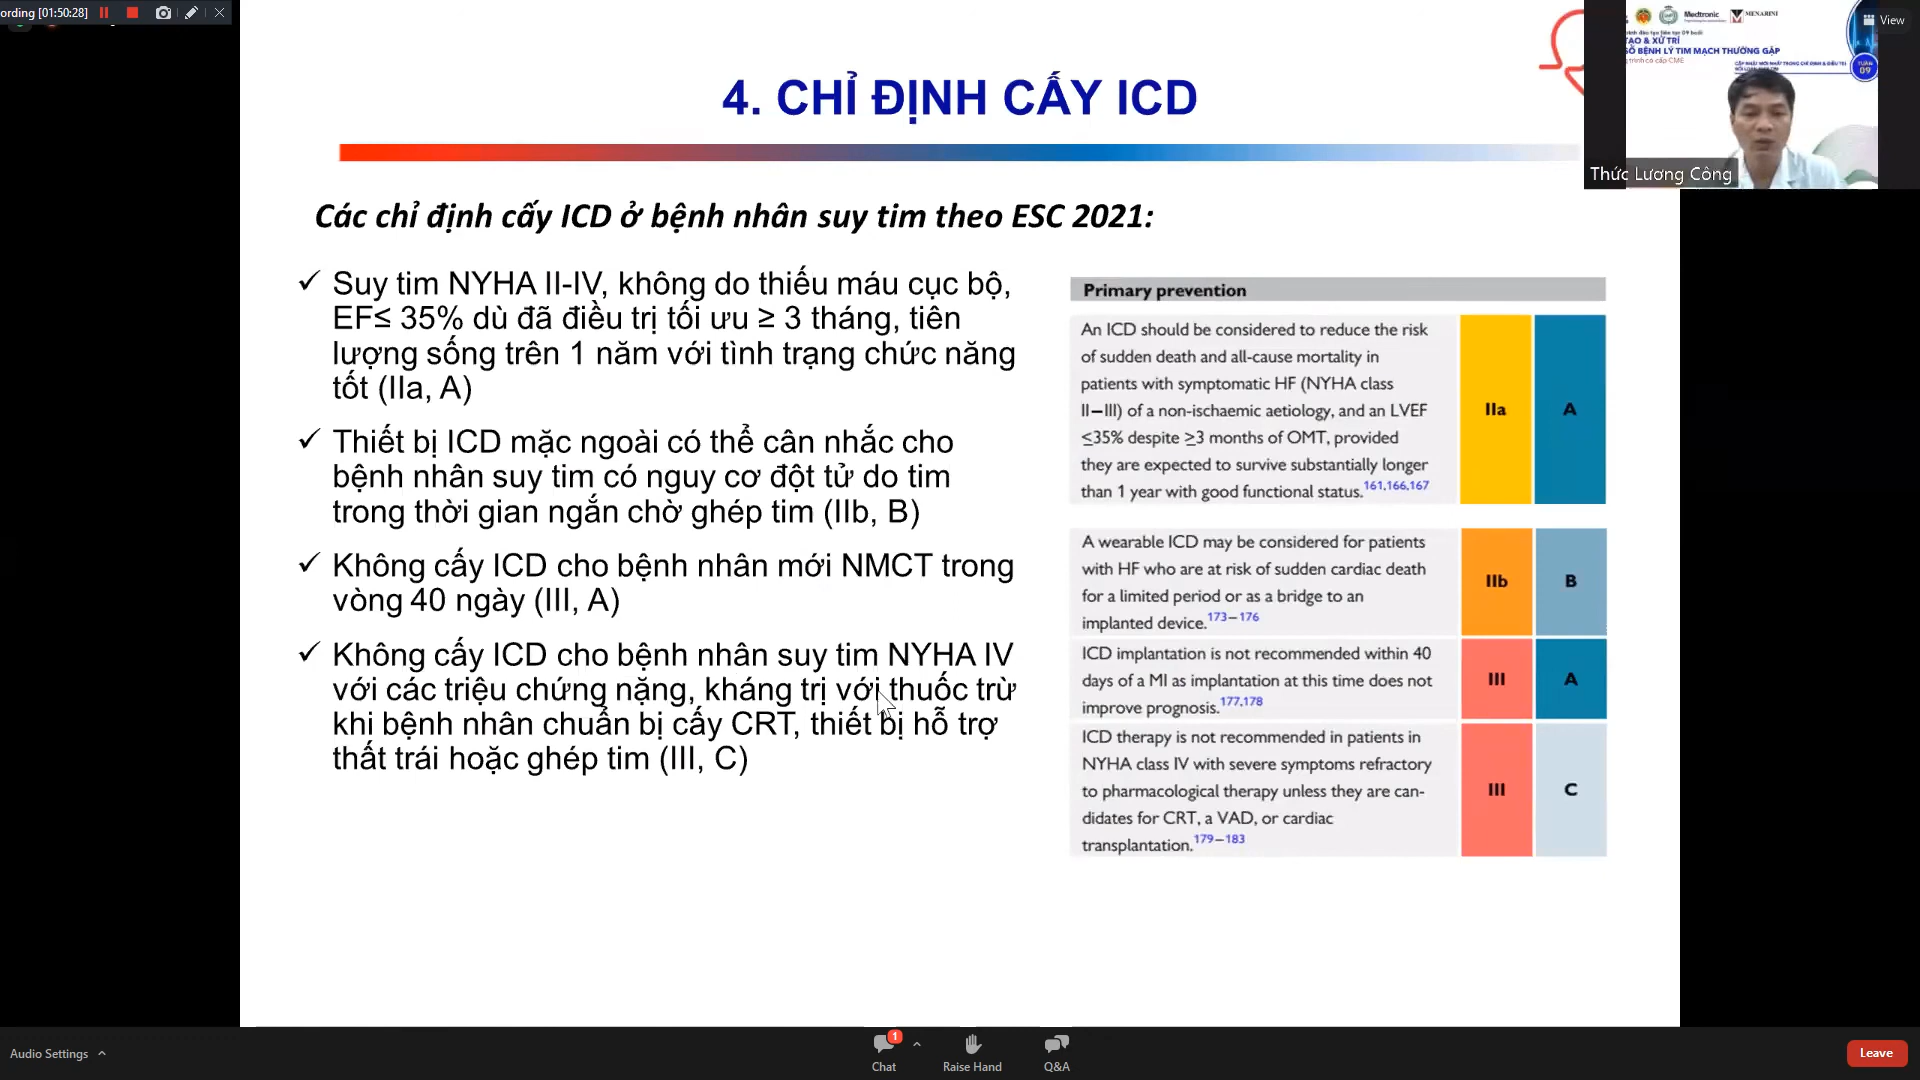 ording [01:50:28]
View
Medtronic
MENARINI
TẠO & XỬ TRÍ
SỐ BỆNH LÝ TIM MẠCH THƯỜNG GẶP
TUẦN
09
Thức Lương Công
4. CHỈ ĐỊNH CẤY ICD
Các chỉ định cấy ICD ở bệnh nhân suy tim theo ESC 2021:
✓ Suy tim NYHA II-IV, không do thiếu máu cục bộ,
EF≤ 35% dù đã điều trị tối ưu ≥ 3 tháng, tiên
lượng sống trên 1 năm với tình trạng chức năng
tốt (IIa, A)
✓ Thiết bị ICD mặc ngoài có thể cân nhắc cho
bệnh nhân suy tim có nguy cơ đột tử do tim
trong thời gian ngắn chờ ghép tim (IIb, B)
✓ Không cấy ICD cho bệnh nhân mới NMCT trong
vòng 40 ngày (III, A)
✓ Không cấy ICD cho bệnh nhân suy tim NYHA IV
với các triệu chứng nặng, kháng trị với thuốc trừ
khi bệnh nhân chuẩn bị cấy CRT, thiết bị hỗ trợ
thất trái hoặc ghép tim (III, C)
Primary prevention
An ICD should be considered to reduce the risk
of sudden death and all-cause mortality in
patients with symptomatic HF (NYHA class
II–III) of a non-ischaemic aetiology, and an LVEF
≤35% despite ≥3 months of OMT, provided
they are expected to survive substantially longer
than 1 year with good functional status.161,166,167
IIa
A
A wearable ICD may be considered for patients
with HF who are at risk of sudden cardiac death
for a limited period or as a bridge to an
implanted device.173–176
IIb
B
ICD implantation is not recommended within 40
days of a MI as implantation at this time does not
improve prognosis.177,178
III
A
ICD therapy is not recommended in patients in
NYHA class IV with severe symptoms refractory
to pharmacological therapy unless they are can-
didates for CRT, a VAD, or cardiac
transplantation.179–183
III
C
Audio Settings
1
Chat
Raise Hand
Q&A
Leave